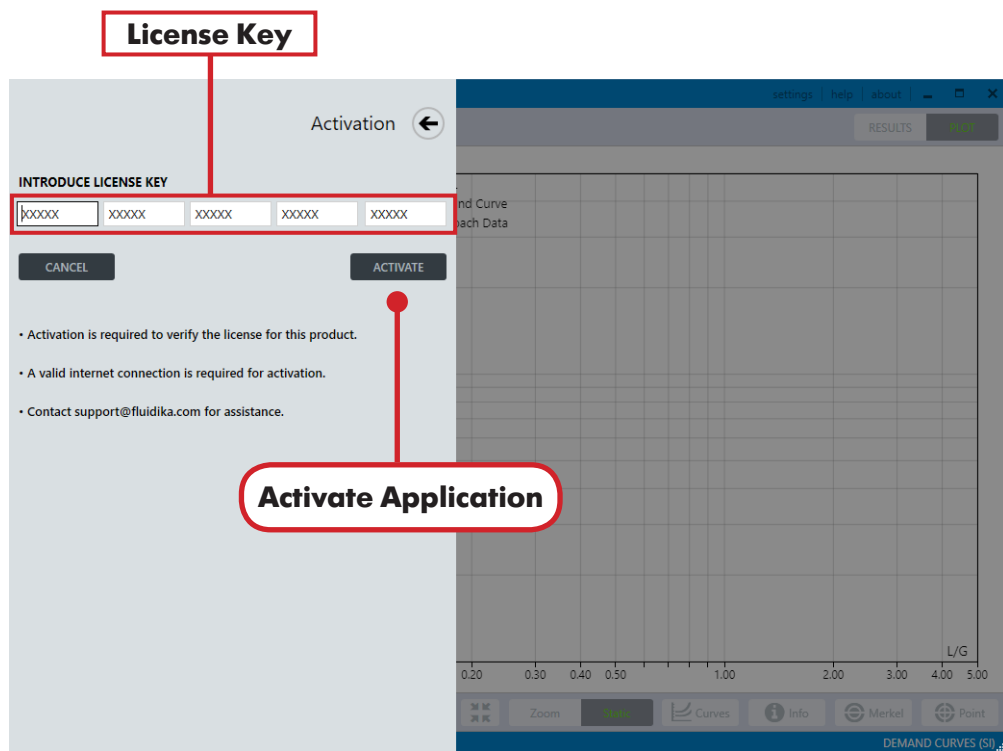 License Key
settings | help | about
Activation
RESULTS PLOT
INTRODUCE LICENSE KEY
XXXXX XXXXX XXXXX XXXXX XXXXX
nd Curve
oach Data
CANCEL ACTIVATE
• Activation is required to verify the license for this product.
• A valid internet connection is required for activation.
• Contact support@fluidika.com for assistance.
Activate Application
L/G
0.20 0.30 0.40 0.50 1.00 2.00 3.00 4.00 5.00
Zoom Static Curves Info Merkel Point
DEMAND CURVES (SI)